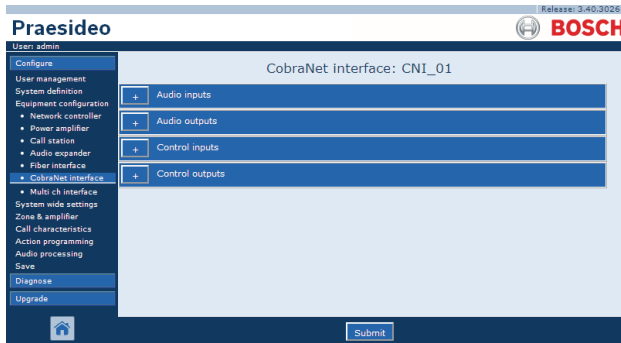 Release: 3.40.3026
Praesideo
BOSCH
User: admin
Configure
User management
System definition
Equipment configuration
• Network controller
• Power amplifier
• Call station
• Audio expander
• Fiber interface
• CobraNet interface
• Multi ch interface
System wide settings
Zone & amplifier
Call characteristics
Action programming
Audio processing
Save
Diagnose
Upgrade
CobraNet interface: CNI_01
+ Audio inputs
+ Audio outputs
+ Control inputs
+ Control outputs
Submit